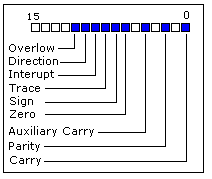 15 0
Overlow
Direction
Interupt
Trace
Sign
Zero
Auxiliary Carry
Parity
Carry